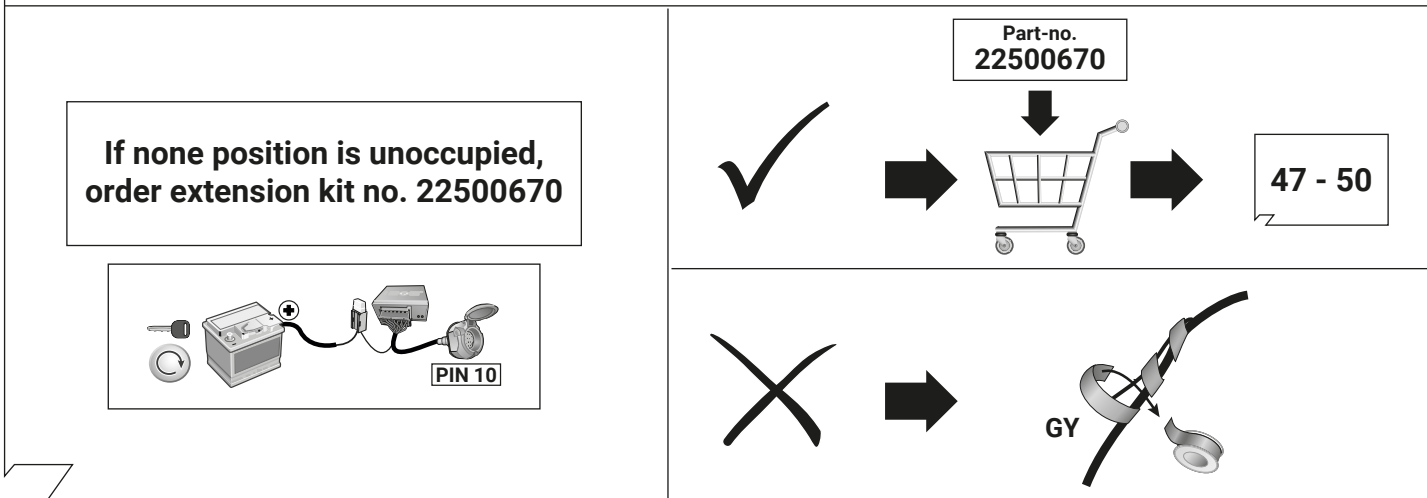 If none position is unoccupied,
order extension kit no. 22500670
PIN 10
Part-no.
22500670
47 - 50
GY